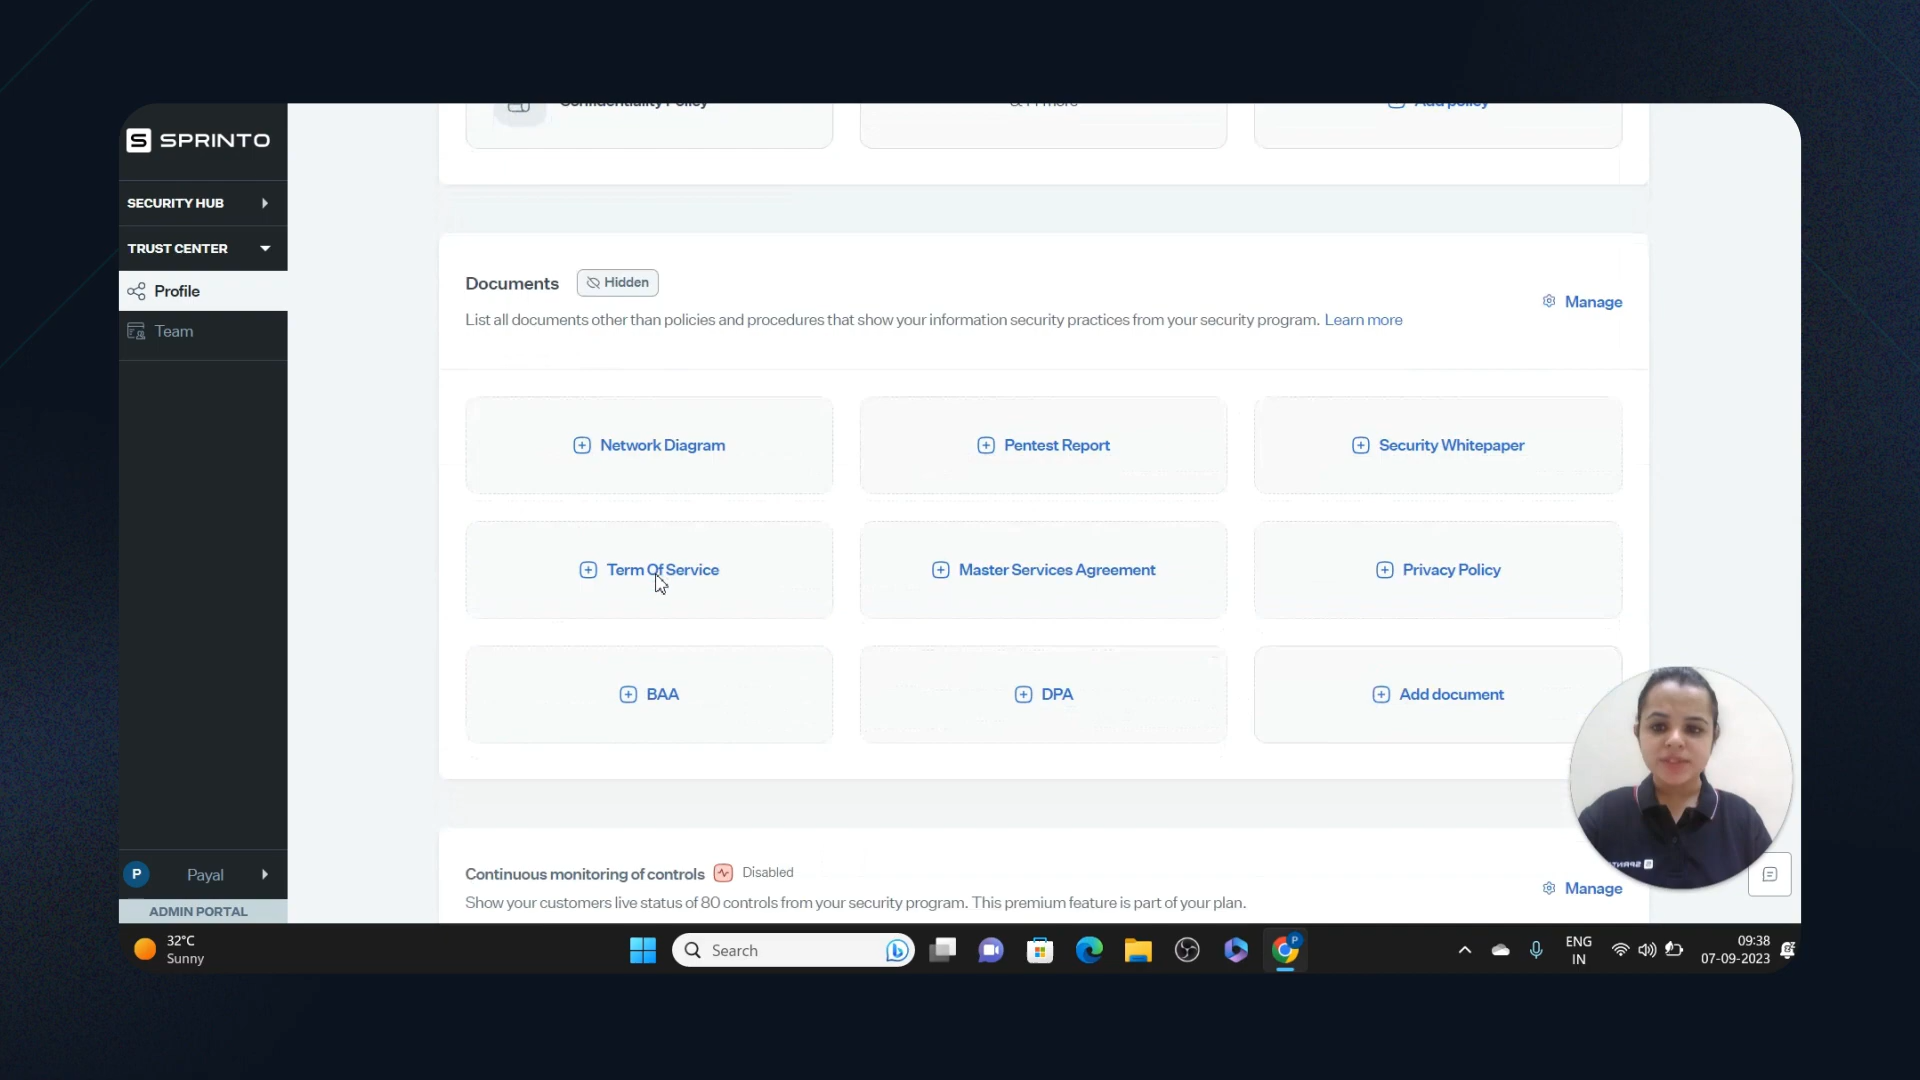 SPRINTO
SECURITY HUB
TRUST CENTER
Profile
Team
Confidentiality Policy
Add policy
Documents
Hidden
Manage
List all documents other than policies and procedures that show your information security practices from your security program. Learn more
Network Diagram
Pentest Report
Security Whitepaper
Term Of Service
Master Services Agreement
Privacy Policy
BAA
DPA
Add document
Continuous monitoring of controls
Disabled
Manage
Show your customers live status of 80 controls from your security program. This premium feature is part of your plan.
P
Payal
ADMIN PORTAL
32°C
Sunny
Search
P
ENG
IN
09:38
07-09-2023